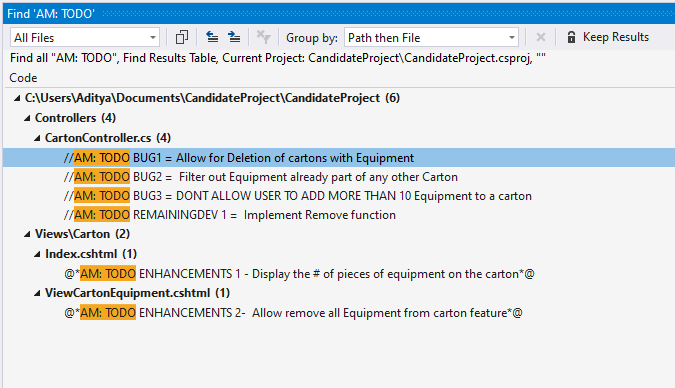 Find 'AM: TODO'
All Files
Group by:
Path then File
Keep Results
Find all "AM: TODO", Find Results Table, Current Project: CandidateProject\CandidateProject.csproj, ""
Code
C:\Users\Aditya\Documents\CandidateProject\CandidateProject (6)
Controllers (4)
CartonController.cs (4)
//AM: TODO BUG1 = Allow for Deletion of cartons with Equipment
//AM: TODO BUG2 =  Filter out Equipment already part of any other Carton
//AM: TODO BUG3 = DONT ALLOW USER TO ADD MORE THAN 10 Equipment to a carton
//AM: TODO REMAININGDEV 1 =  Implement Remove function
Views\Carton (2)
Index.cshtml (1)
@*AM: TODO ENHANCEMENTS 1 - Display the # of pieces of equipment on the carton*@
ViewCartonEquipment.cshtml (1)
@*AM: TODO ENHANCEMENTS 2-  Allow remove all Equipment from carton feature*@